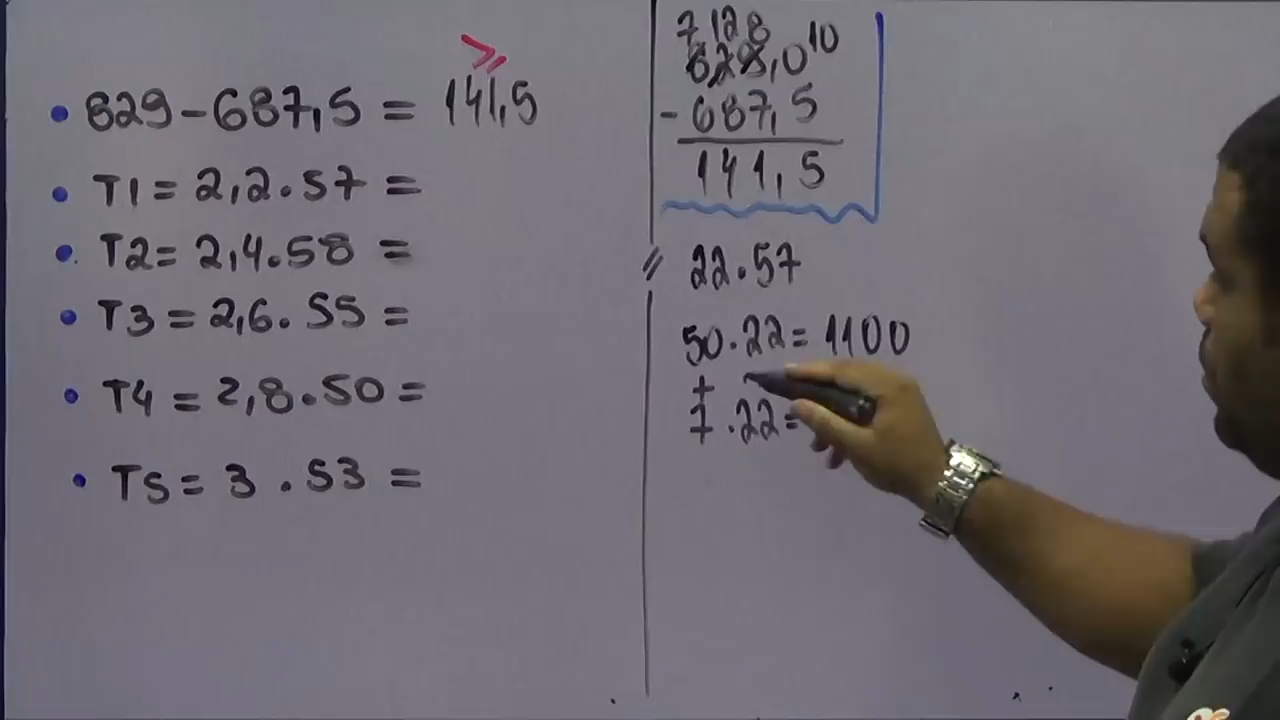 • 829-687,5 = 141,5
>
• T1 = 2,2.57 =
• T2 = 2,4.58 =
• T3 = 2,6.55 =
• T4 = 2,8.50 =
• T5 = 3.53 =
7 12 8
829,0 10
- 687,5
141,5
// 22.57
50.22 = 1100
+
7.22 =